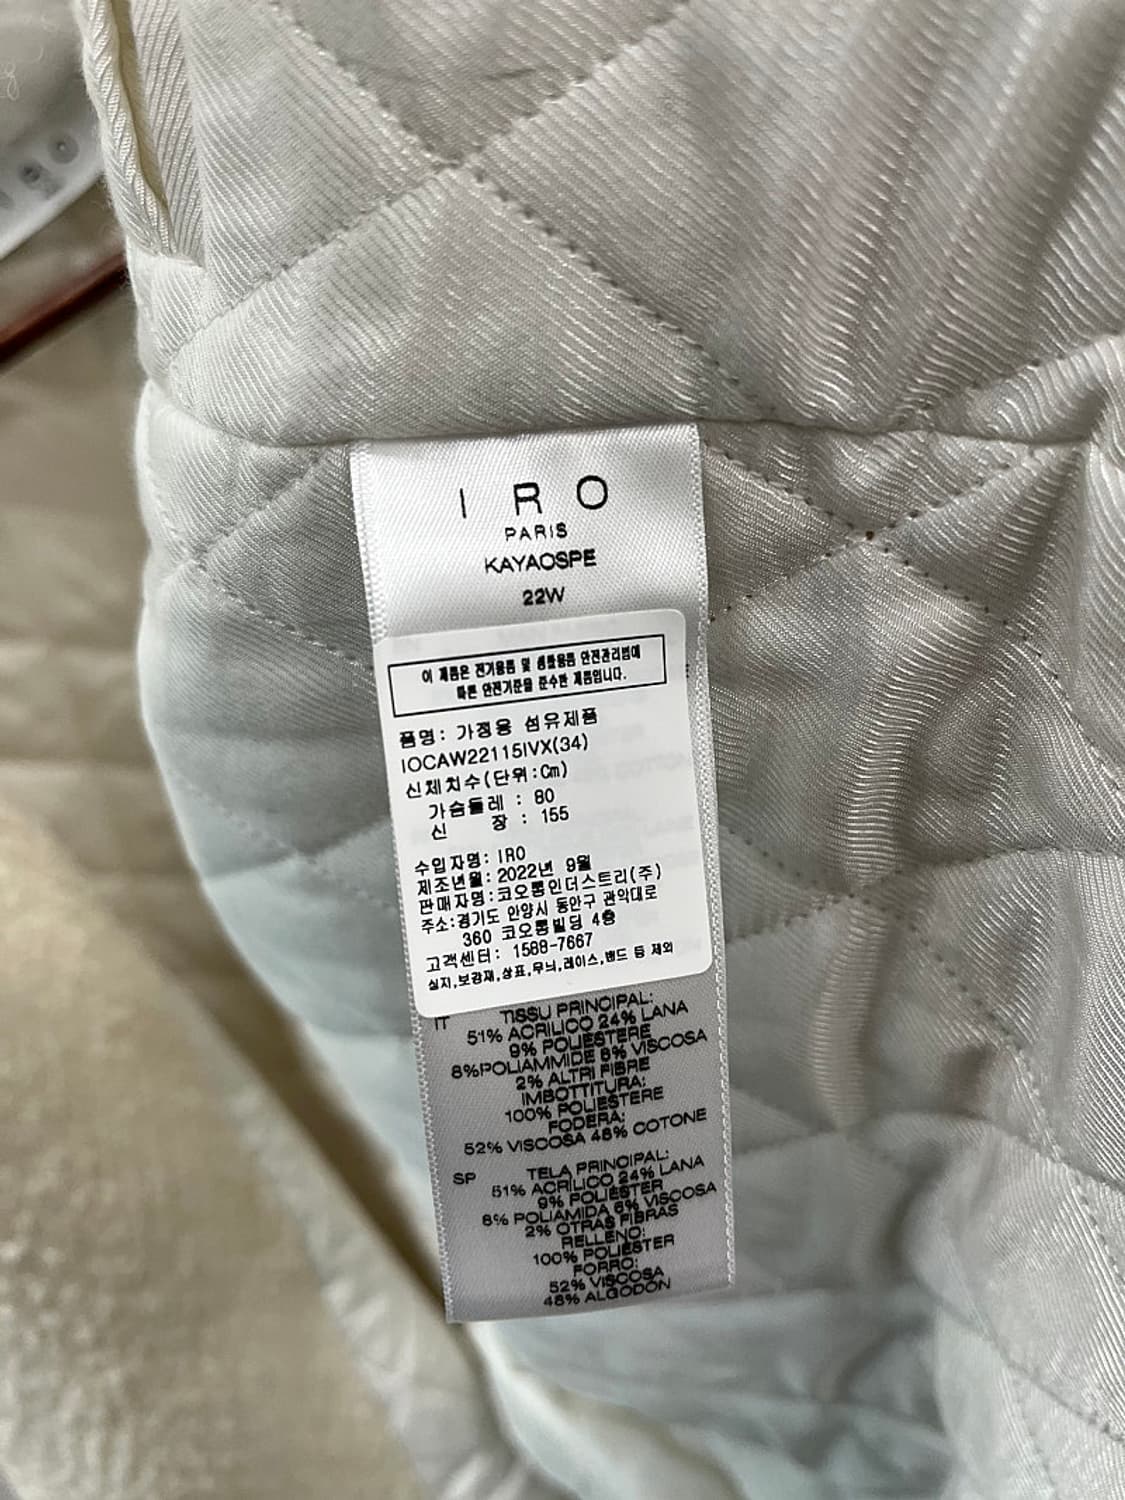 IRO
PARIS
KAYAOSPE
22W
이 제품은 전기용품 및 생활용품 안전관리법에
따른 안전기준을 준수한 제품입니다.
품명: 가정용 섬유제품
IOCAW22115IVX(34)
신체치수(단위:Cm)
가슴둘레 : 80
신 장 : 155
수입자명: IRO
제조년월: 2022년 9월
판매자명:코오롱인더스트리(주)
주소:경기도 안양시 동안구 관악대로
360 코오롱빌딩 4층
고객센터: 1588-7667
실지,보강재,상표,무늬,레이스,밴드 등 제외
IT TISSU PRINCIPAL:
51% ACRILICO 24% LANA
9% POLIESTERE
8%POLIAMMIDE 6% VISCOSA
2% ALTRI FIBRE
IMBOTTITURA:
100% POLIESTERE
FODERA:
52% VISCOSA 48% COTONE
SP TELA PRINCIPAL:
51% ACRILICO 24% LANA
9% POLIÉSTER
8% POLIAMIDA 6% VISCOSA
2% OTRAS FIBRAS
RELLENO:
100% POLIÉSTER
FORRO:
52% VISCOSA
48% ALGODÓN